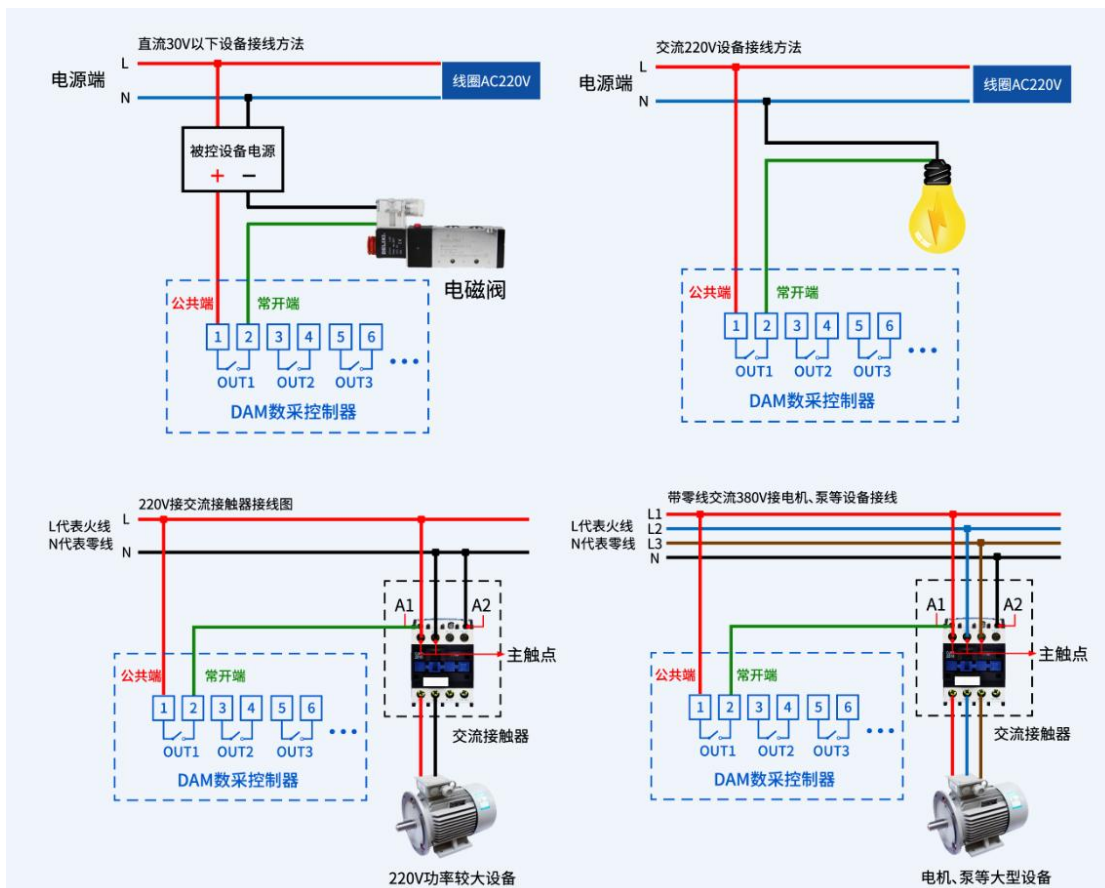 直流30V以下设备接线方法
L
电源端
N
线圈AC220V
被控设备电源
+ −
电磁阀
公共端 常开端
1 2 3 4 5 6
OUT1 OUT2 OUT3
DAM数采控制器
交流220V设备接线方法
L
电源端
N
线圈AC220V
公共端 常开端
1 2 3 4 5 6
OUT1 OUT2 OUT3
DAM数采控制器
220V接交流接触器接线图
L代表火线 L
N代表零线 N
A1 A2
主触点
公共端 常开端
1 2 3 4 5 6
OUT1 OUT2 OUT3
DAM数采控制器
交流接触器
220V功率较大设备
带零线交流380V接电机、泵等设备接线
L1
L代表火线 L2
N代表零线 L3
N
A1 A2
主触点
公共端 常开端
1 2 3 4 5 6
OUT1 OUT2 OUT3
DAM数采控制器
交流接触器
电机、泵等大型设备